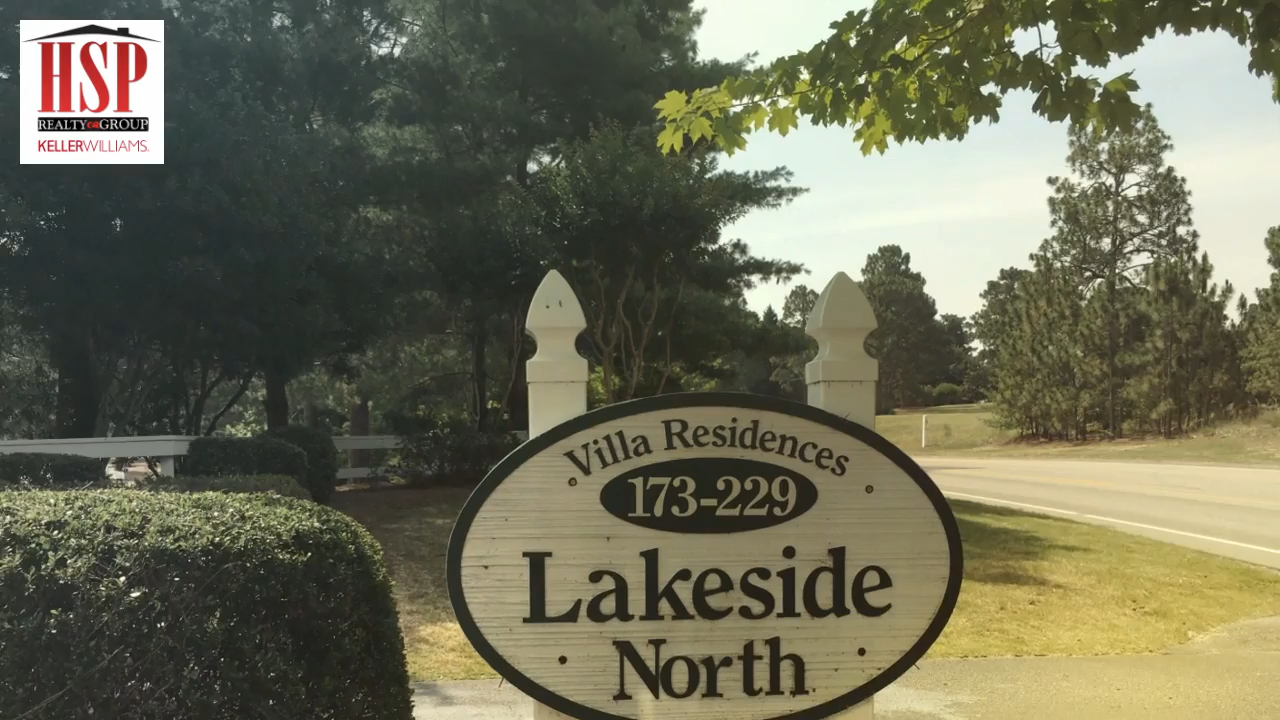 HSP
REALTY GROUP
KELLERWILLIAMS.
Villa Residences
173-229
Lakeside
North